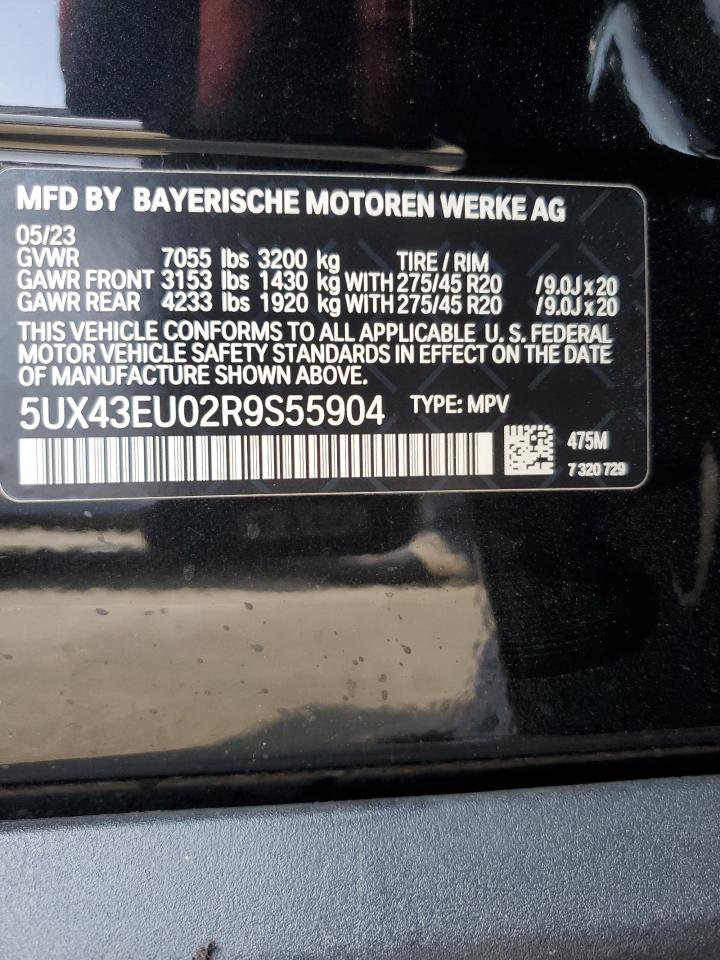 MFD BY BAYERISCHE MOTOREN WERKE AG
05/23
GVWR 7055 lbs 3200 kg TIRE / RIM
GAWR FRONT 3153 lbs 1430 kg WITH 275/45 R20 /9.0J x 20
GAWR REAR 4233 lbs 1920 kg WITH 275/45 R20 /9.0J x 20
THIS VEHICLE CONFORMS TO ALL APPLICABLE U. S. FEDERAL
MOTOR VEHICLE SAFETY STANDARDS IN EFFECT ON THE DATE
OF MANUFACTURE SHOWN ABOVE.
5UX43EU02R9S55904 TYPE: MPV
475M
7 320 729